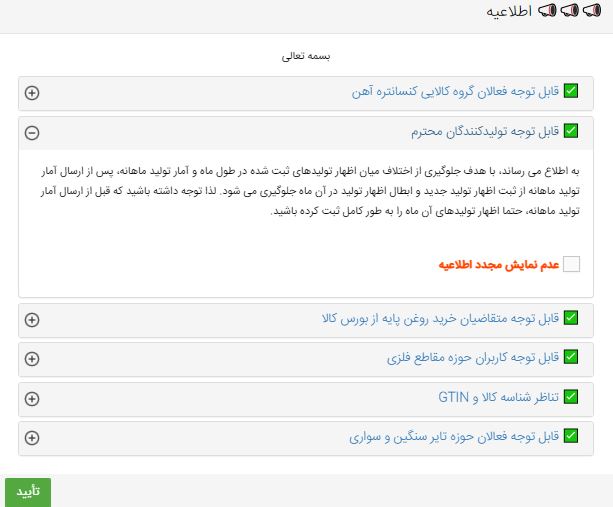 اطلاعیه
بسمه تعالی
قابل توجه فعالان گروه کالایی کنسانتره آهن
قابل توجه تولیدکنندگان محترم
به اطلاع می رساند، با هدف جلوگیری از اختلاف میان اظهار تولیدهای ثبت شده در طول ماه و آمار تولید ماهانه، پس از ارسال آمار
تولید ماهانه از ثبت اظهار تولید جدید و ابطال اظهار تولید در آن ماه جلوگیری می شود. لذا توجه داشته باشید که قبل از ارسال آمار
تولید ماهانه، حتما اظهار تولیدهای آن ماه را به طور کامل ثبت کرده باشید.
عدم نمایش مجدد اطلاعیه
قابل توجه متقاضیان خرید روغن پایه از بورس کالا
قابل توجه کاربران حوزه مقاطع فلزی
تناظر شناسه کالا و GTIN
قابل توجه فعالان حوزه تایر سنگین و سواری
تأیید